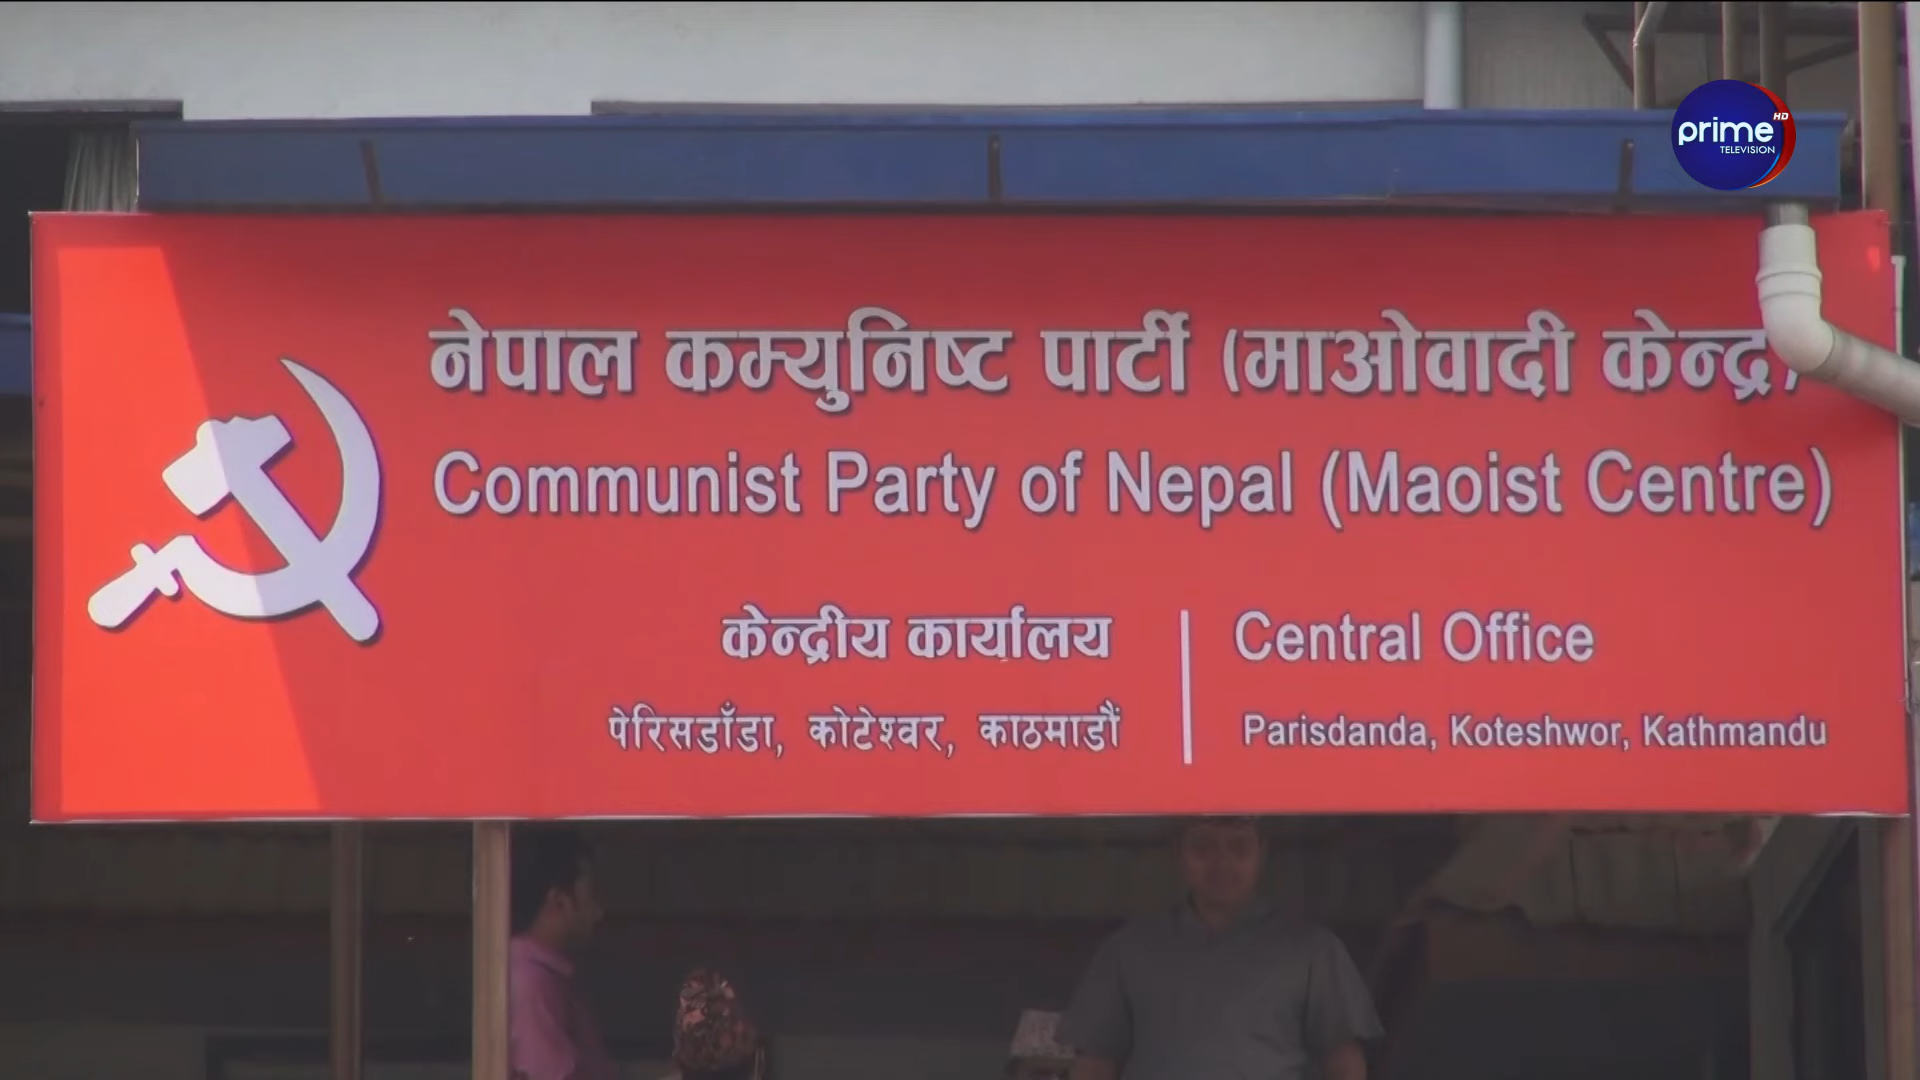 prime HD
TELEVISION
नेपाल कम्युनिष्ट पार्टी (माओवादी केन्द्र)
Communist Party of Nepal (Maoist Centre)
केन्द्रीय कार्यालय
पेरिसडाँडा, कोटेश्वर, काठमाडौं
Central Office
Parisdanda, Koteshwor, Kathmandu